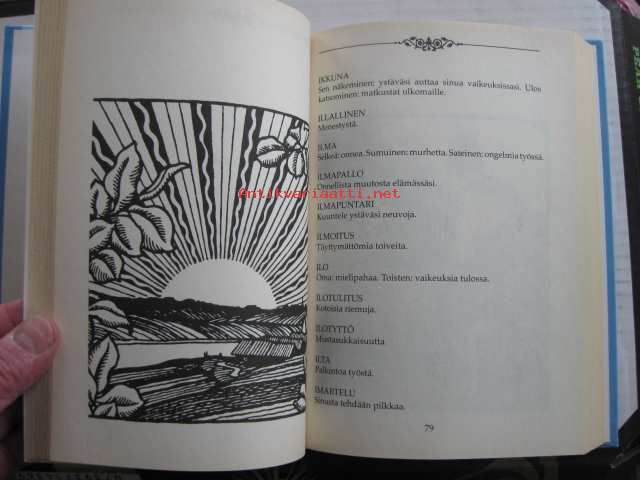 IKKUNA
Sen näkeminen: ystäväsi auttaa sinua vaikeuksissasi. Ulos
katsominen: matkustat ulkomaille.
ILLALLINEN
Menestystä.
ILMA
Selkeä: onnea. Sumuinen: murhetta. Sateinen: ongelmia työssä.
ILMAPALLO
Onnellista muutosta elämässäsi.
Antikvariaatti.net
ILMAPUNTARI
Kuuntele ystäväsi neuvoja.
ILMOITUS
Täyttymättömiä toiveita.
ILO
Oma: mielipahaa. Toisten: vaikeuksia tulossa.
ILOTULITUS
Kotoisia riemuja.
ILOTYTTÖ
Mustasukkaisuutta.
ILTA
Palkintoa työstä.
IMARTELU
Sinusta tehdään pilkkaa.
79